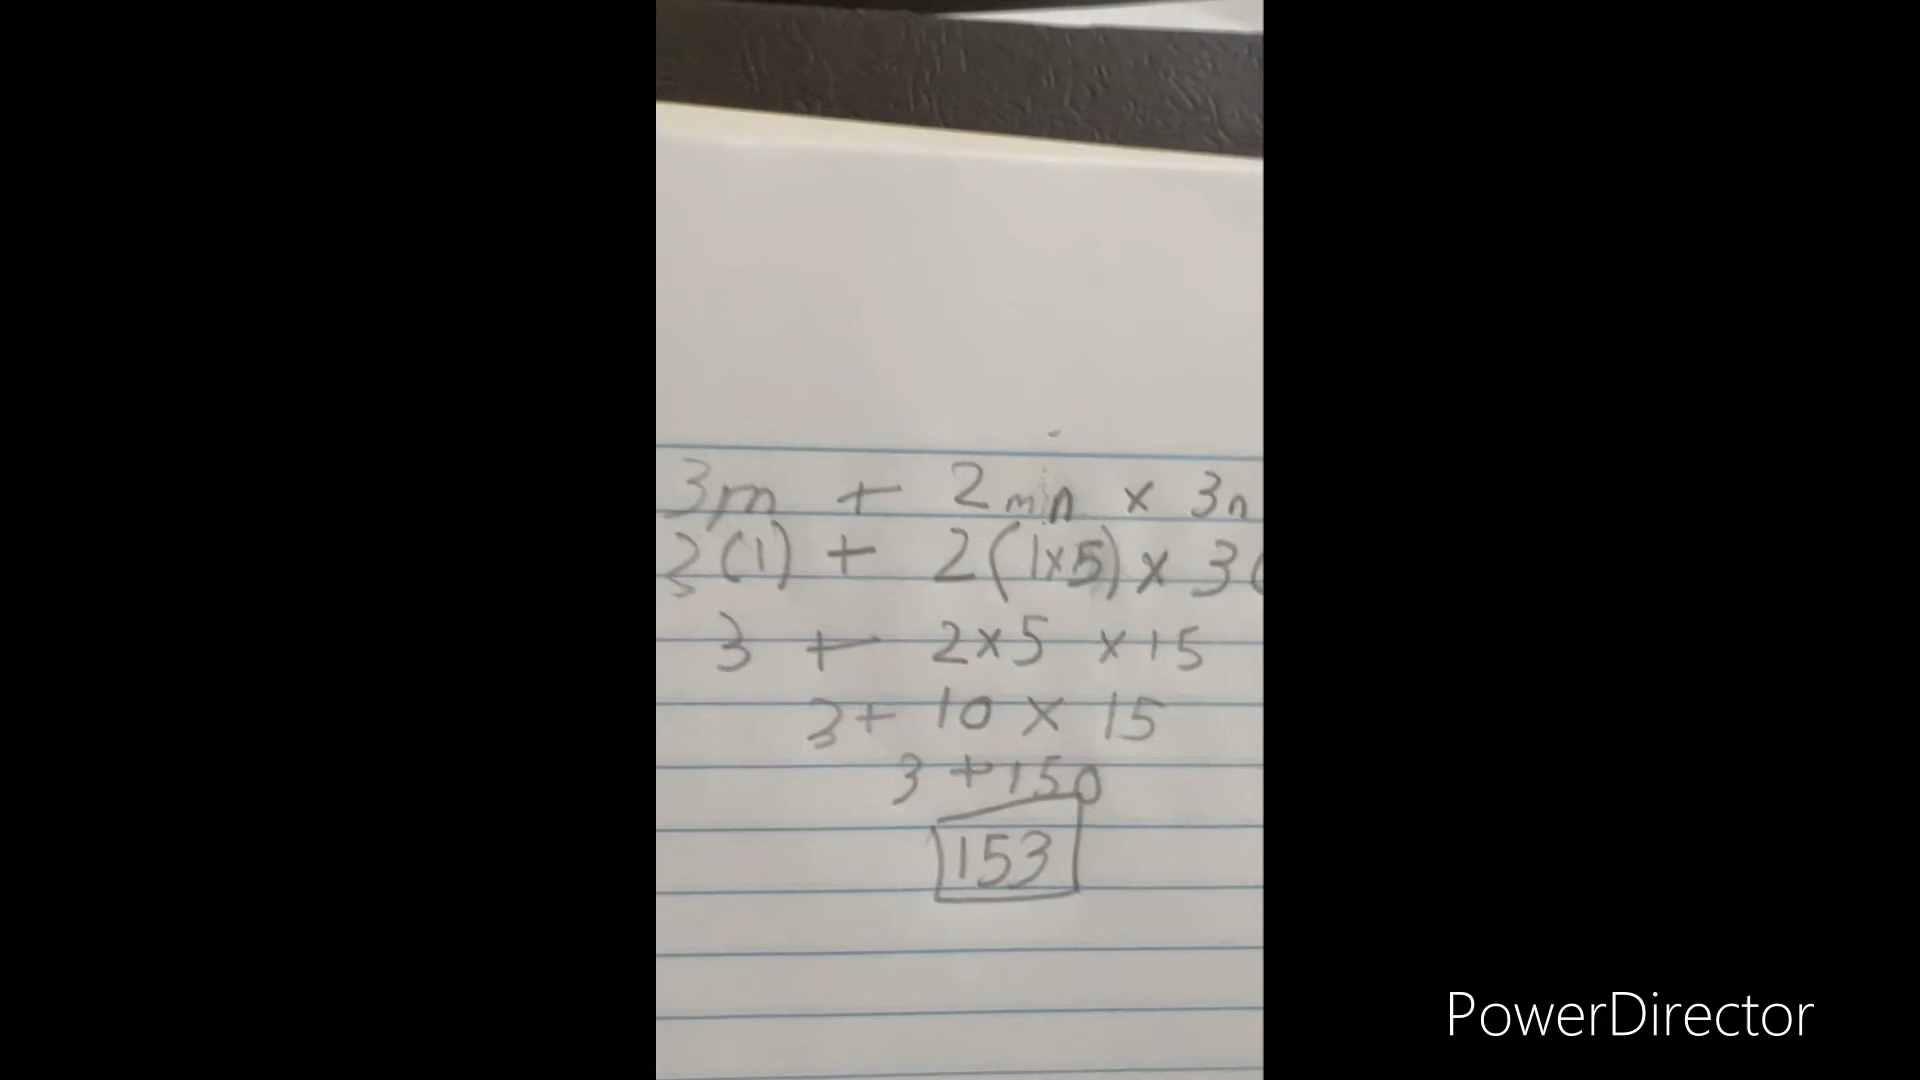 3m + 2mn × 3n
3(1) + 2(1×5) × 3(
3 + 2×5 ×15
3+ 10 × 15
3 +150
153
PowerDirector